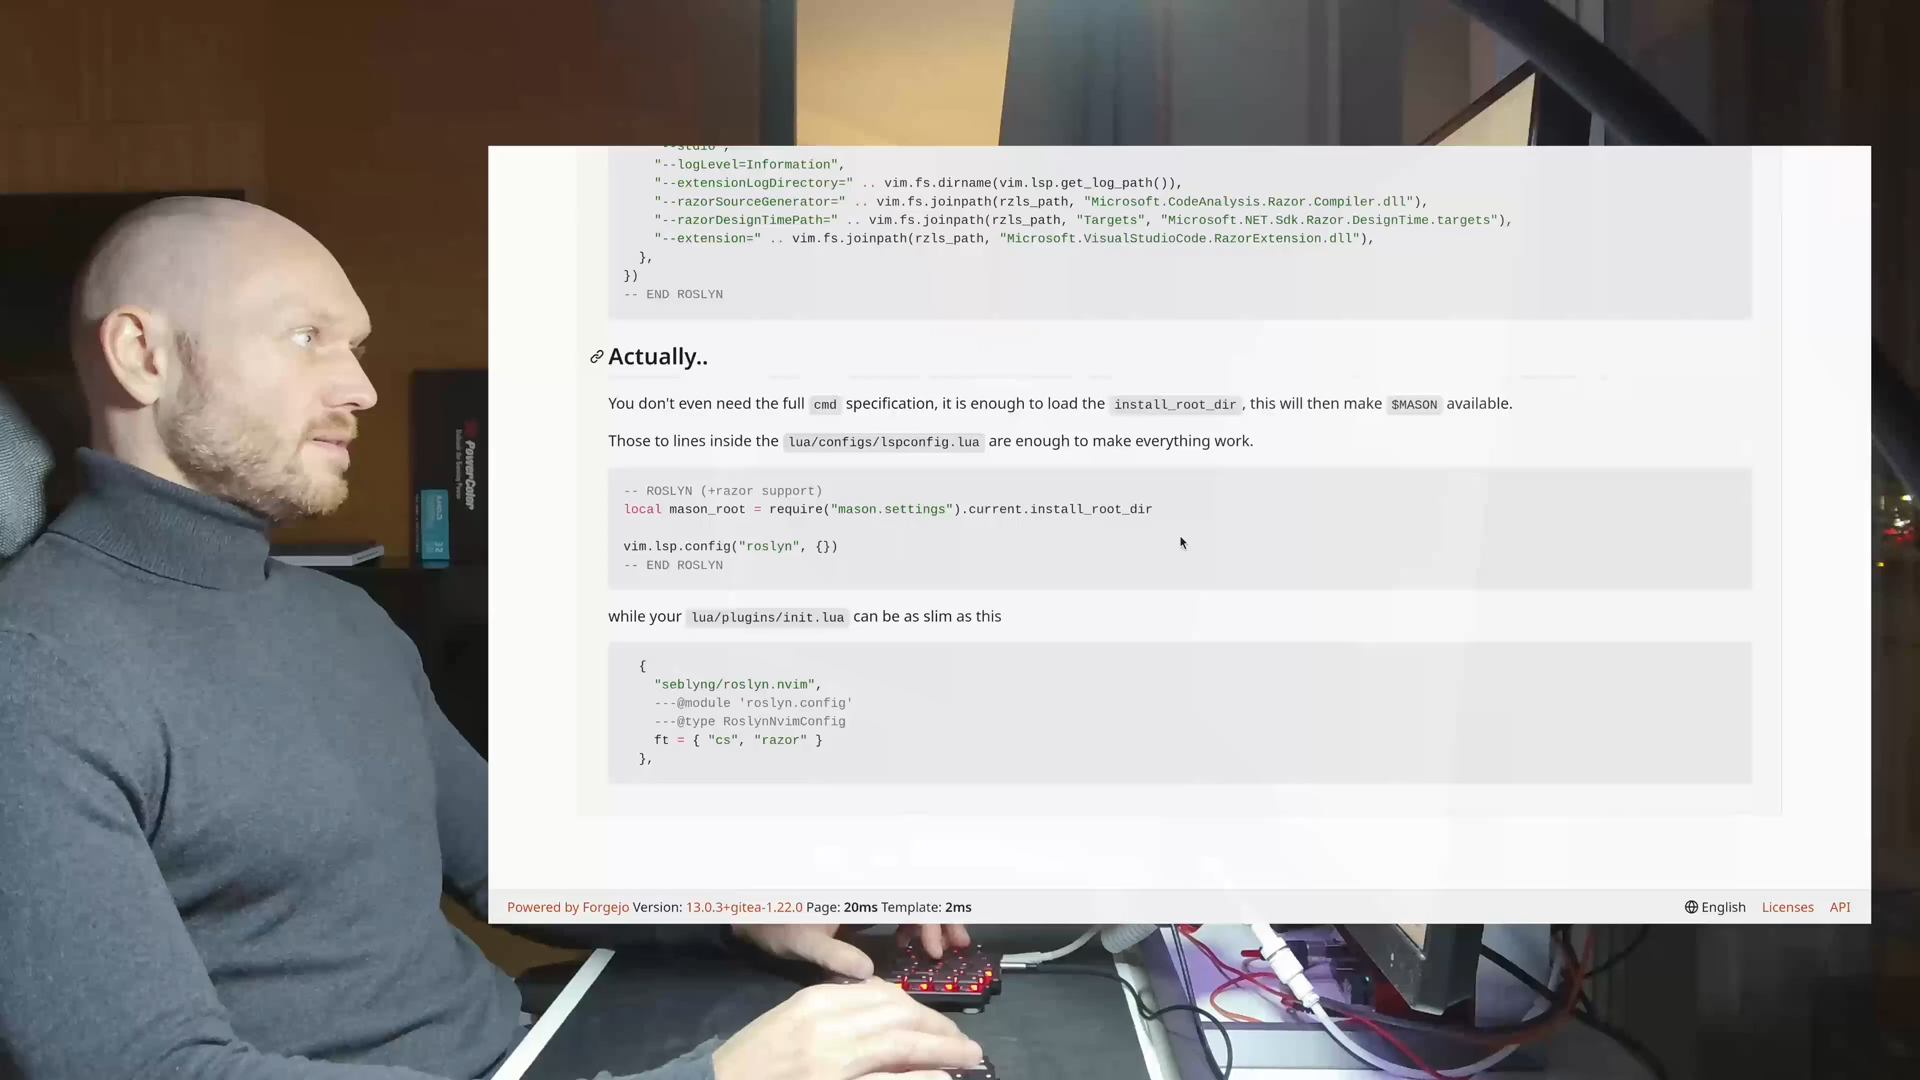 "--stdio",
"--logLevel=Information",
"--extensionLogDirectory=" .. vim.fs.dirname(vim.lsp.get_log_path()),
"--razorSourceGenerator=" .. vim.fs.joinpath(rzls_path, "Microsoft.CodeAnalysis.Razor.Compiler.dll"),
"--razorDesignTimePath=" .. vim.fs.joinpath(rzls_path, "Targets", "Microsoft.NET.Sdk.Razor.DesignTime.targets"),
"--extension=" .. vim.fs.joinpath(rzls_path, "Microsoft.VisualStudioCode.RazorExtension.dll"),
},
})
-- END ROSLYN
Actually..
You don't even need the full cmd specification, it is enough to load the install_root_dir, this will then make $MASON available.
Those to lines inside the lua/configs/lspconfig.lua are enough to make everything work.
-- ROSLYN (+razor support)
local mason_root = require("mason.settings").current.install_root_dir
vim.lsp.config("roslyn", {})
-- END ROSLYN
while your lua/plugins/init.lua can be as slim as this
{
"seblyng/roslyn.nvim",
---@module 'roslyn.config'
---@type RoslynNvimConfig
ft = { "cs", "razor" }
},
Powered by Forgejo Version: 13.0.3+gitea-1.22.0 Page: 20ms Template: 2ms
English Licenses API
PowerColor